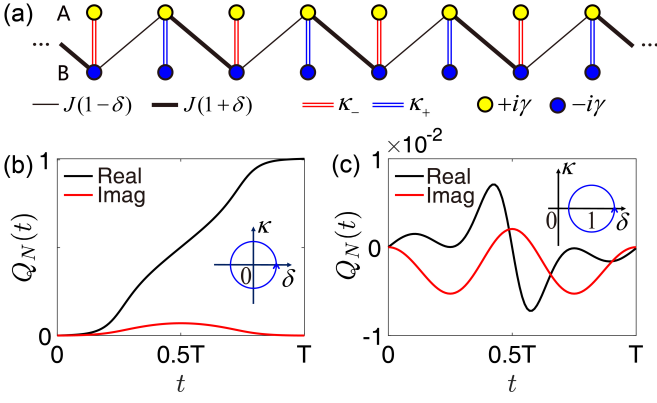 (a) A
... ...
B
J(1−δ) J(1+δ) κ₋ κ₊ +iγ −iγ
(b) (c) ×10⁻²
1 1
Real Real κ
Imag Imag
0 1 δ
Q_N(t) Q_N(t) 0
κ
0 δ
0 -1
0 0.5T T 0 0.5T T
t t